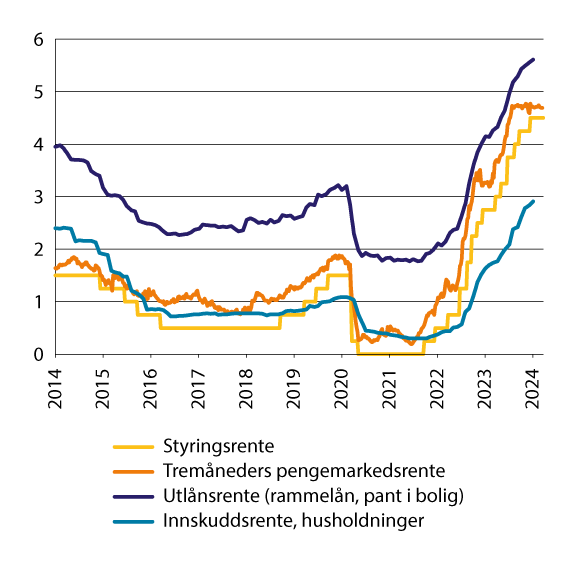 6
5
4
3
2
1
0
2014 2015 2016 2017 2018 2019 2020 2021 2022 2023 2024
Styringsrente
Tremåneders pengemarkedsrente
Utlånsrente (rammelån, pant i bolig)
Innskuddsrente, husholdninger